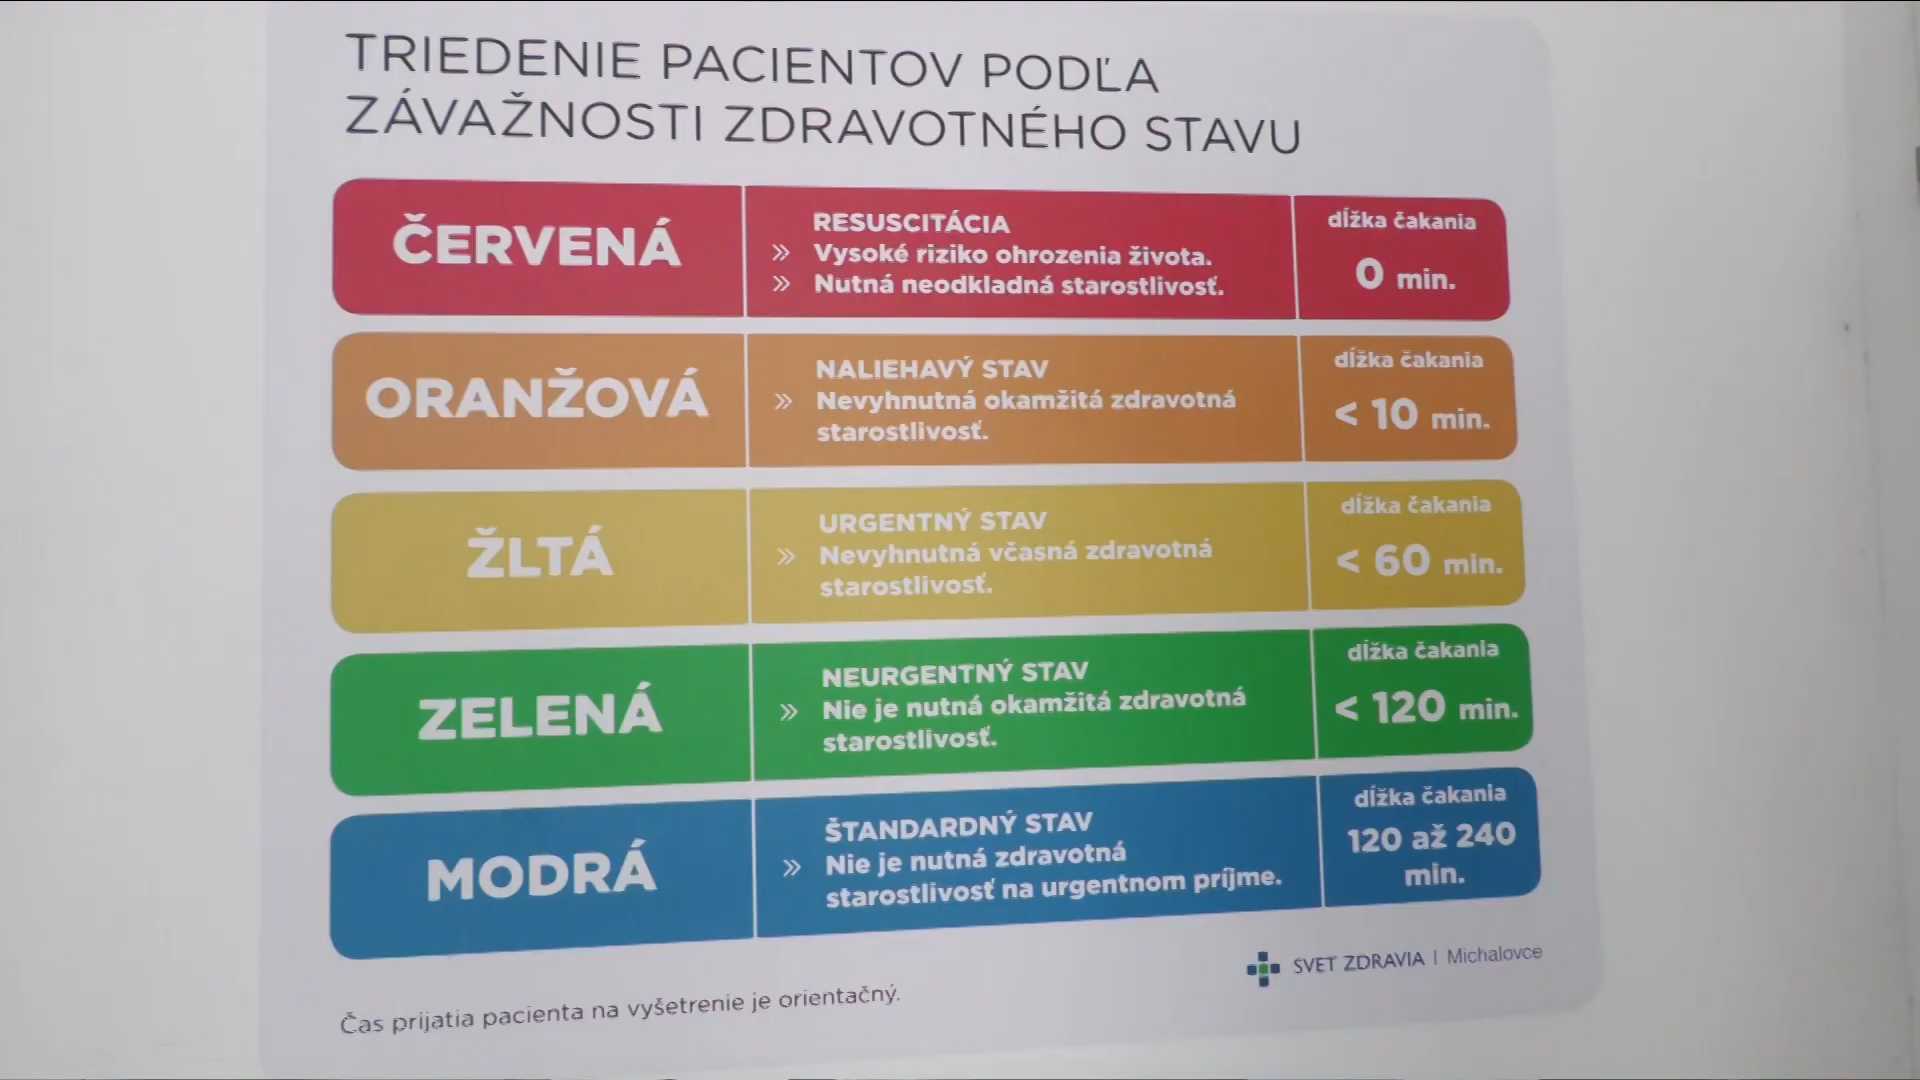 TRIEDENIE PACIENTOV PODĽA
ZÁVAŽNOSTI ZDRAVOTNÉHO STAVU
ČERVENÁ
RESUSCITÁCIA
» Vysoké riziko ohrozenia života.
» Nutná neodkladná starostlivosť.
dĺžka čakania
0 min.
ORANŽOVÁ
NALIEHAVÝ STAV
» Nevyhnutná okamžitá zdravotná
starostlivosť.
dĺžka čakania
< 10 min.
ŽLTÁ
URGENTNÝ STAV
» Nevyhnutná včasná zdravotná
starostlivosť.
dĺžka čakania
< 60 min.
ZELENÁ
NEURGENTNÝ STAV
» Nie je nutná okamžitá zdravotná
starostlivosť.
dĺžka čakania
< 120 min.
MODRÁ
ŠTANDARDNÝ STAV
» Nie je nutná zdravotná
starostlivosť na urgentnom príjme.
dĺžka čakania
120 až 240
min.
SVET ZDRAVIA | Michalovce
Čas prijatia pacienta na vyšetrenie je orientačný.